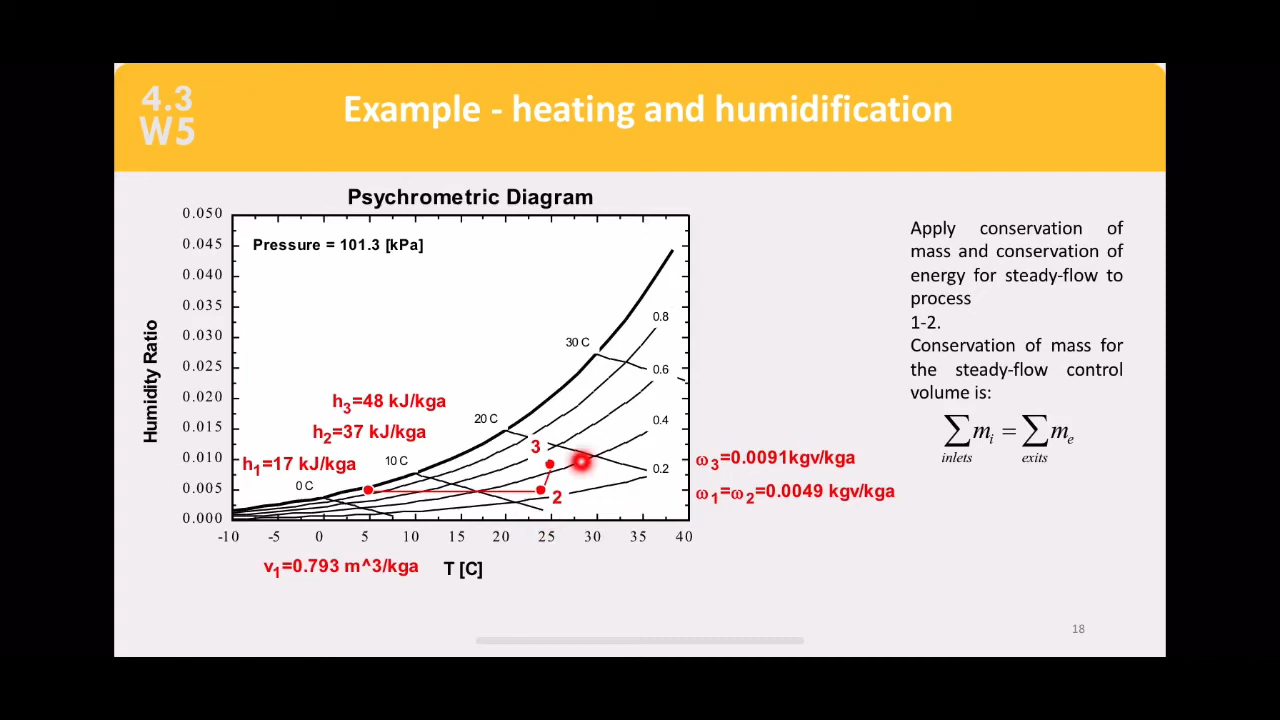 4.3
W5
Example - heating and humidification
Psychrometric Diagram
Pressure = 101.3 [kPa]
Humidity Ratio
0.050
0.045
0.040
0.035
0.030
0.025
0.020
0.015
0.010
0.005
0.000
-10 -5 0 5 10 15 20 25 30 35 40
T [C]
0.8
0.6
0.4
0.2
30 C
20 C
10 C
0 C
h3=48 kJ/kga
h2=37 kJ/kga
h1=17 kJ/kga
3
2
ω3=0.0091kgv/kga
ω1=ω2=0.0049 kgv/kga
v1=0.793 m^3/kga
Apply conservation of
mass and conservation of
energy for steady-flow to
process
1-2.
Conservation of mass for
the steady-flow control
volume is:
∑ mi = ∑ me
inlets exits
18